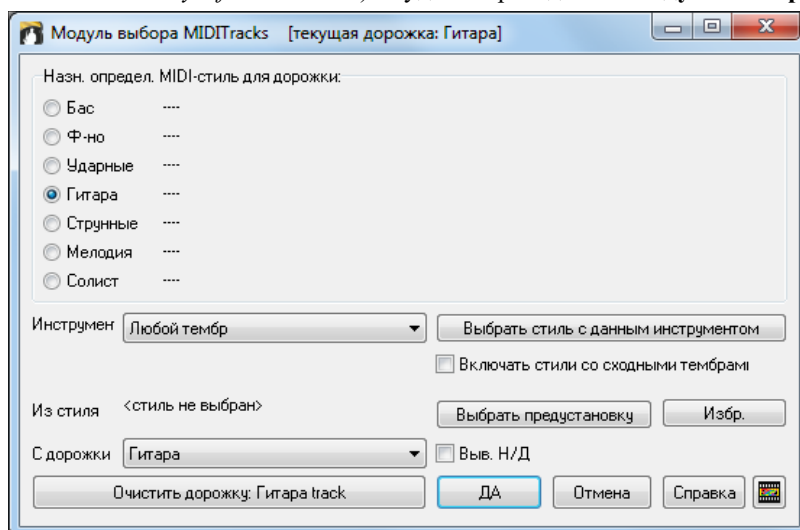 Модуль выбора MIDITracks [текущая дорожка: Гитара]
Назн. определ. MIDI-стиль для дорожки:
Бас ----
Ф-но ----
Ударные ----
Гитара ----
Струнные ----
Мелодия ----
Солист ----
Инструмен Любой тембр Выбрать стиль с данным инструментом
Включать стили со сходными тембрами
Из стиля <стиль не выбран> Выбрать предустановку Избр.
С дорожки Гитара Выв. Н/Д
Очистить дорожку: Гитара track ДА Отмена Справка